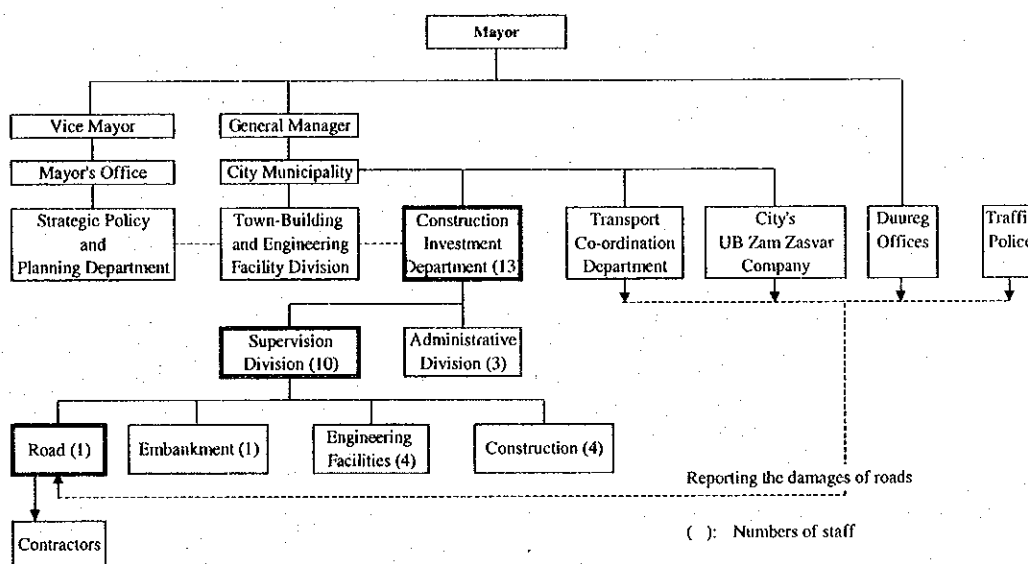 Mayor
Vice Mayor
General Manager
Mayor's Office
City Municipality
Strategic Policy
and
Planning Department
Town-Building
and Engineering
Facility Division
Construction
Investment
Department (13
Transport
Co-ordination
Department
City's
UB Zam Zasvar
Company
Duureg
Offices
Traffi
Police
Supervision
Division (10)
Administrative
Division (3)
Road (1)
Embankment (1)
Engineering
Facilities (4)
Construction (4)
Reporting the damages of roads
( ): Numbers of staff
Contractors